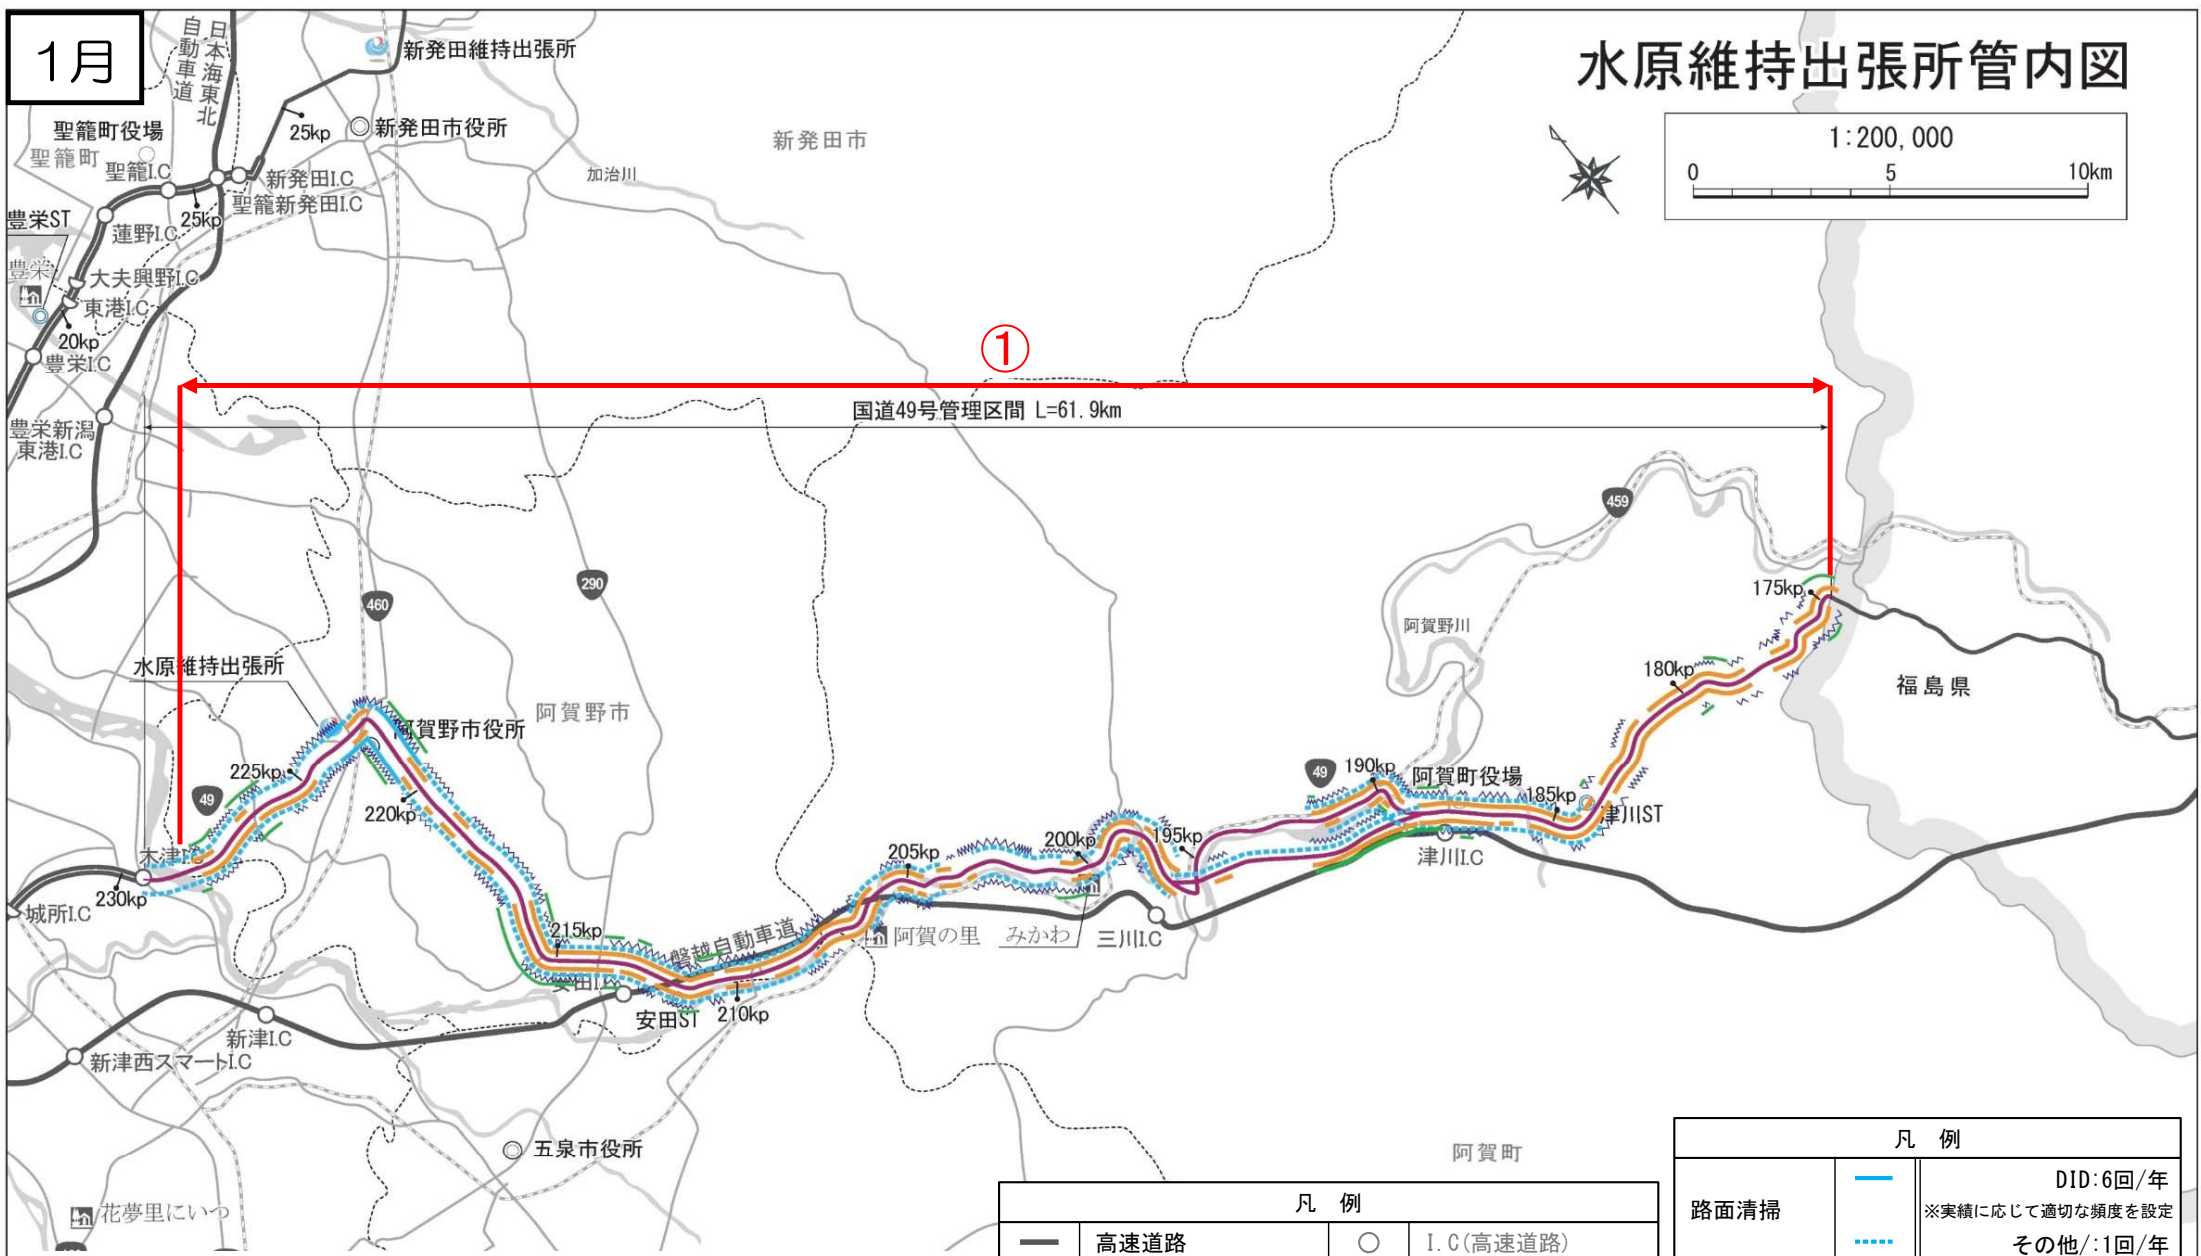 1月
水原維持出張所管内図
1:200,000
0 5 10km
日本海東北
自動車道
新発田維持出張所
25kp
新発田市役所
新発田市
加治川
聖籠町役場
聖籠町
聖籠I.C
新発田I.C
聖籠新発田I.C
25kp
豊栄ST
蓮野I.C
豊栄
大夫興野I.C
東港I.C
20kp
豊栄I.C
豊栄新潟
東港I.C
①
国道49号管理区間 L=61.9km
459
290
460
175kp
阿賀野川
水原維持出張所
180kp
福島県
阿賀野市
阿賀野市役所
225kp
49
220kp
49
190kp
阿賀町役場
185kp
津川ST
木津I.C
230kp
城所I.C
205kp
200kp
195kp
津川I.C
215kp
磐越自動車道
阿賀の里
みかわ
三川I.C
安田I.C
安田ST
210kp
新津I.C
新津西スマートI.C
五泉市役所
阿賀町
花夢里にいつ
凡 例
高速道路
I.C(高速道路)
凡 例
路面清掃
DID:6回/年
※実績に応じて適切な頻度を設定
その他/:1回/年